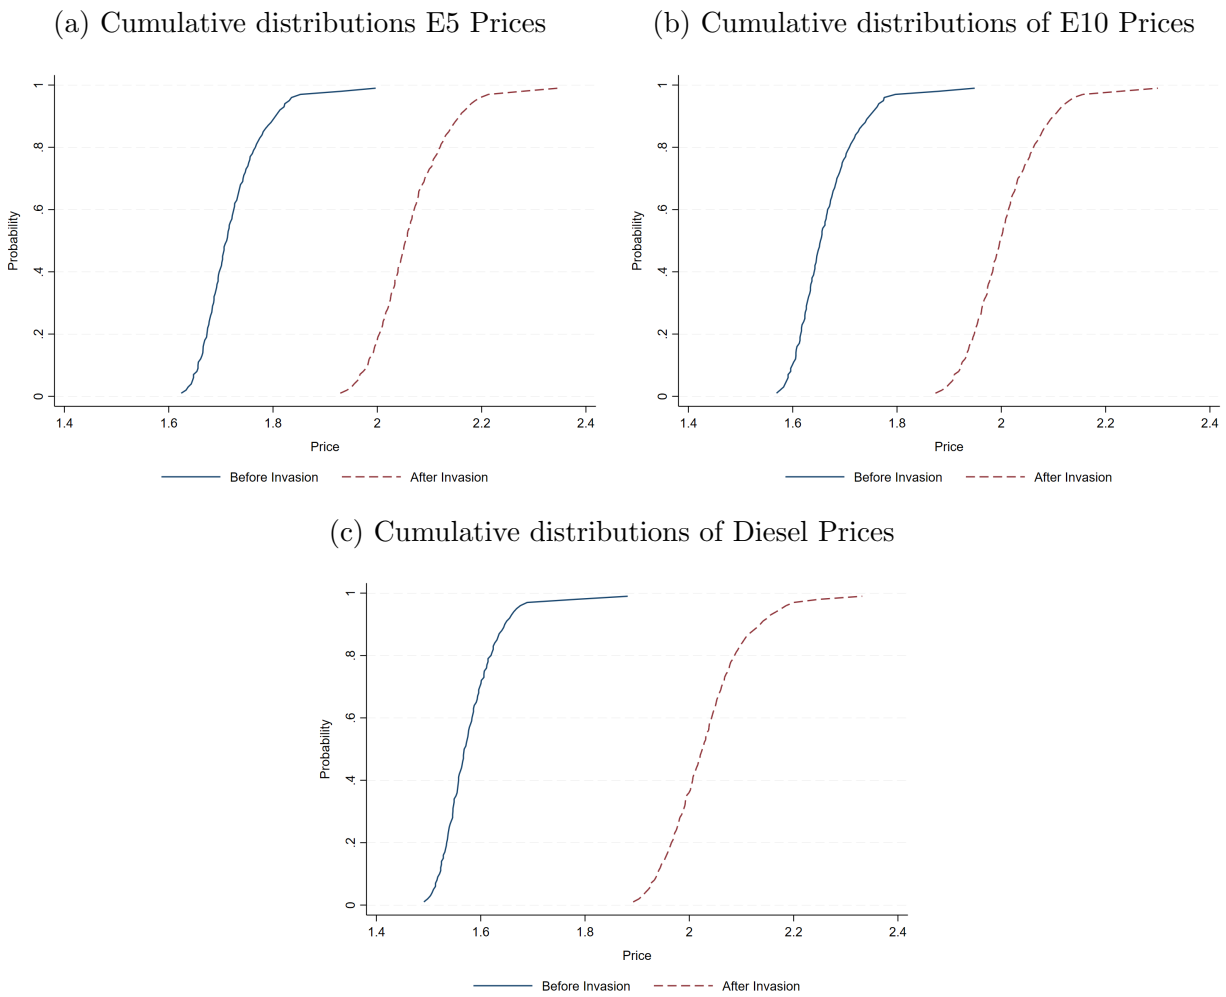 (a) Cumulative distributions E5 Prices
Probability
1
.8
.6
.4
.2
0
1.4 1.6 1.8 2 2.2 2.4
Price
Before Invasion After Invasion
(b) Cumulative distributions of E10 Prices
Probability
1
.8
.6
.4
.2
0
1.4 1.6 1.8 2 2.2 2.4
Price
Before Invasion After Invasion
(c) Cumulative distributions of Diesel Prices
Probability
1
.8
.6
.4
.2
0
1.4 1.6 1.8 2 2.2 2.4
Price
Before Invasion After Invasion